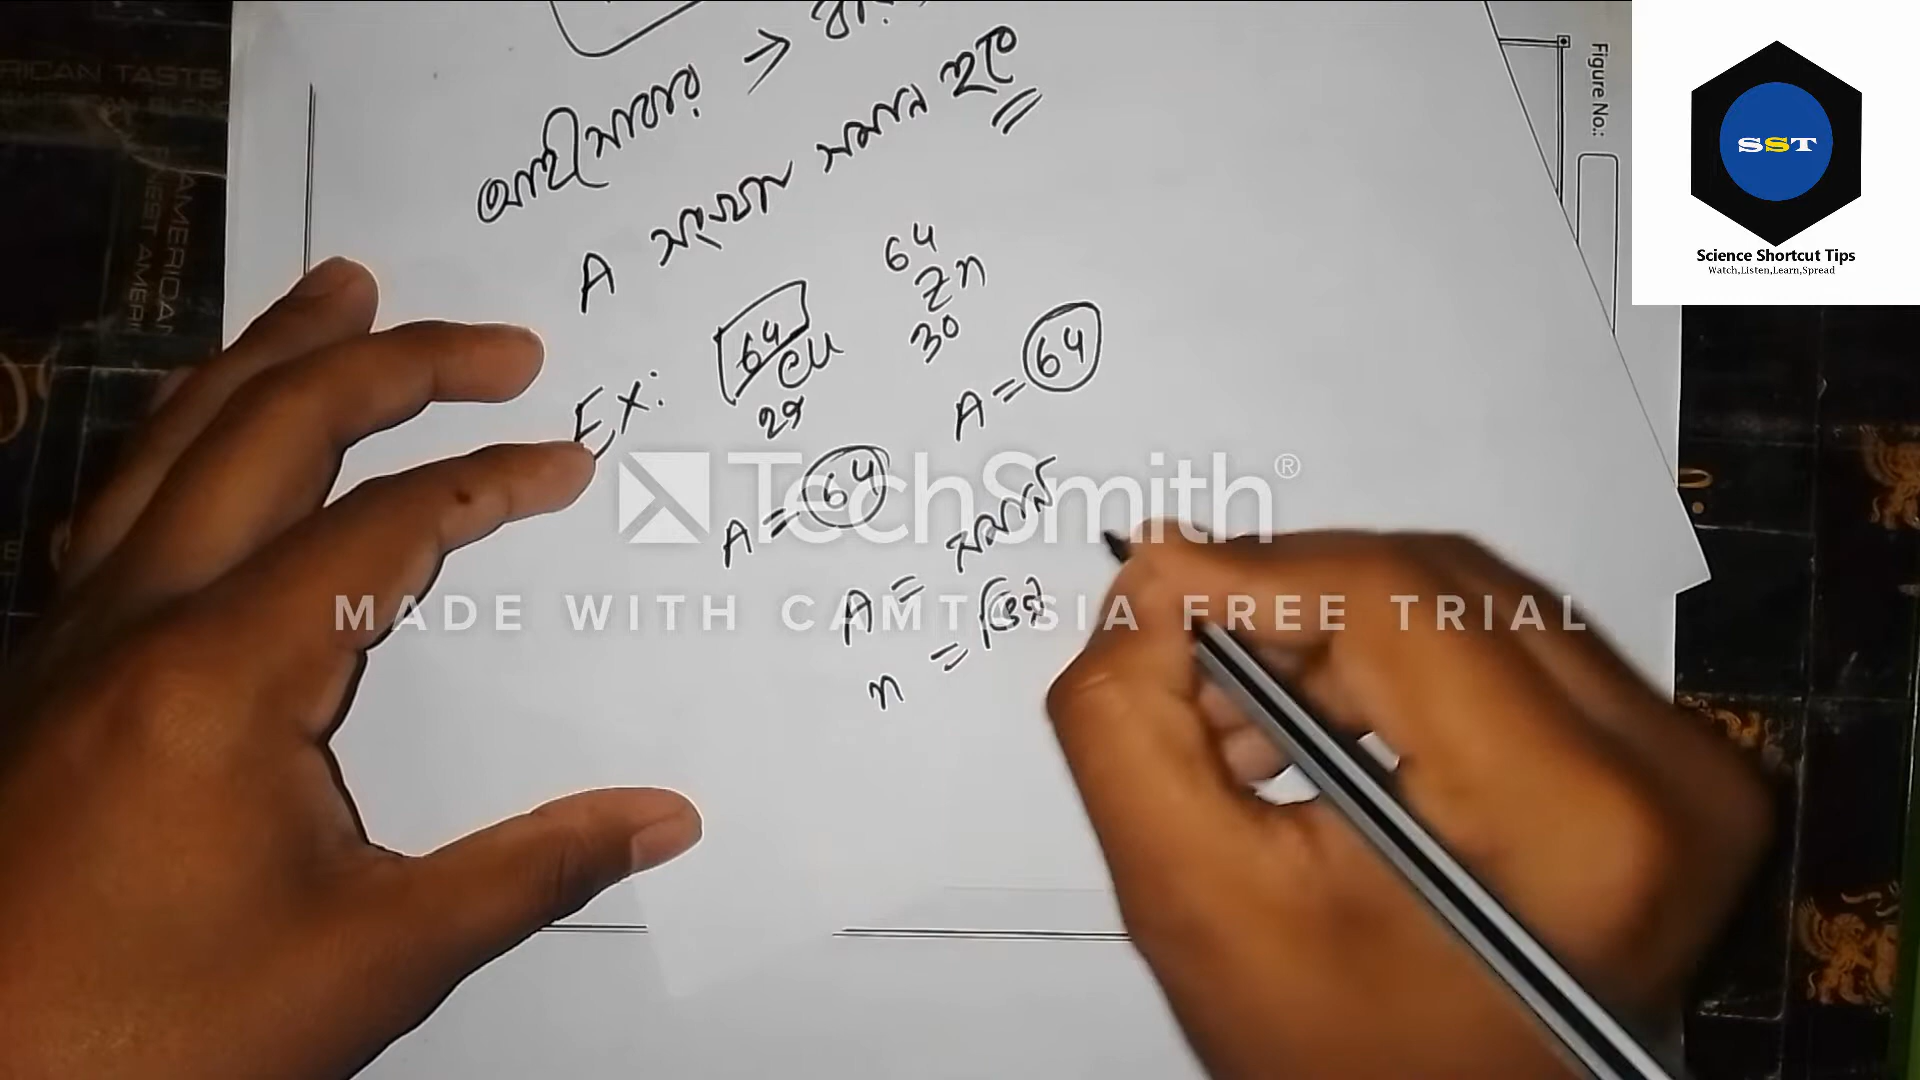 আইসোবার →
A সংখ্যা সমান হবে
Ex: 64 Cu 29
64 Zn 30
A = 64
A = 64
A = সমান
n = ভিন্ন
Figure No.:
SST
Science Shortcut Tips
Watch,Listen,Learn,Spread
TechSmith®
MADE WITH CAMTASIA FREE TRIAL